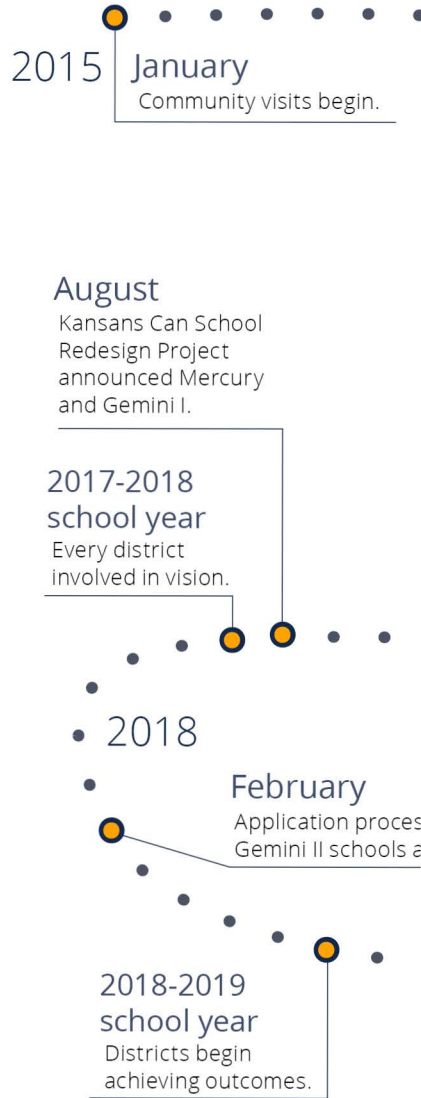 2015
January
Community visits begin.
August
Kansans Can School
Redesign Project
announced Mercury
and Gemini I.
2017-2018
school year
Every district
involved in vision.
2018
February
Application
Gemini II schools
2018-2019
school year
Districts begin
achieving outcomes.